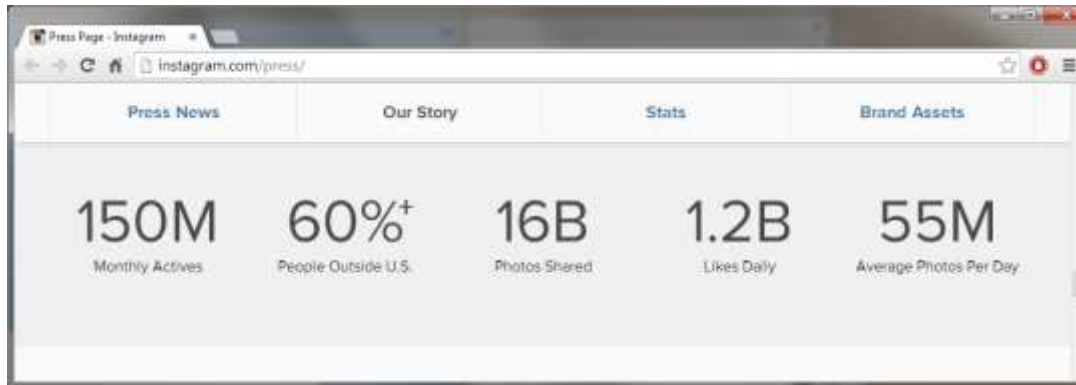 Press Page - Instagram
instagram.com/press/
Press News
Our Story
Stats
Brand Assets
150M
Monthly Actives
60%+
People Outside U.S.
16B
Photos Shared
1.2B
Likes Daily
55M
Average Photos Per Day